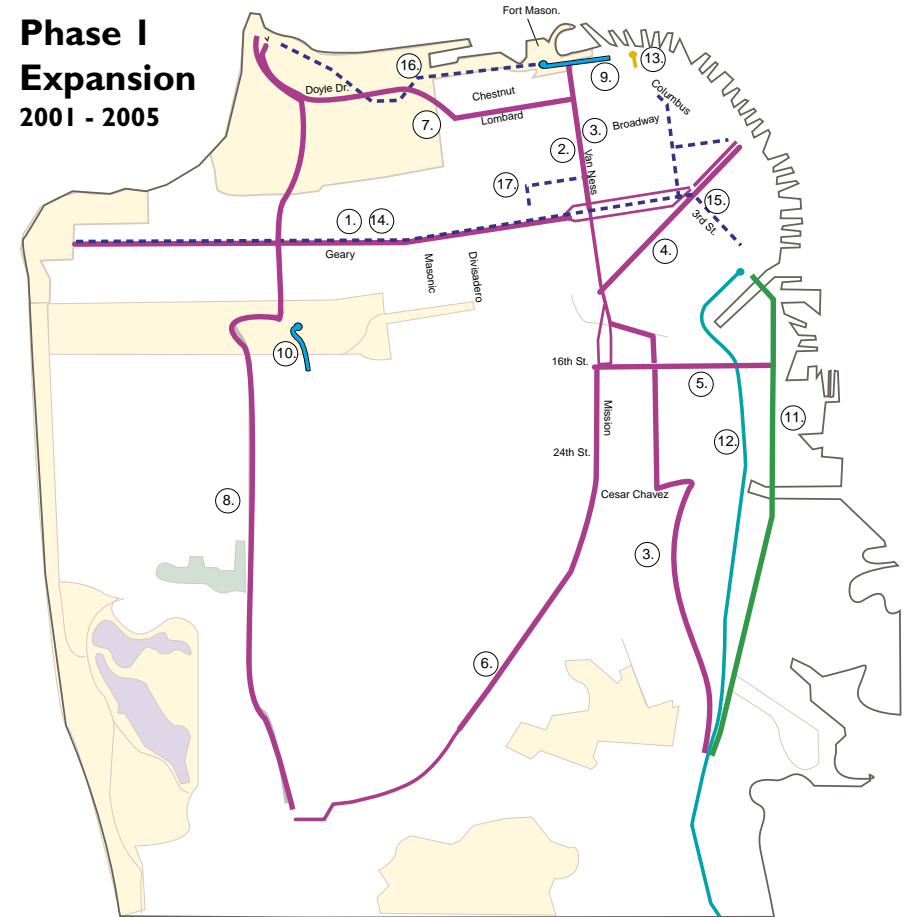 Phase 1
Expansion
2001 - 2005
Fort Mason.
16.
13.
9.
Doyle Dr.
Chestnut
Columbus
7.
Lombard
3.
Broadway
2.
Van Ness
17.
15.
1.
14.
3rd St.
4.
Geary
Masonic
Divisadero
10.
16th St.
5.
Mission
11.
12.
24th St.
8.
Cesar Chavez
3.
6.